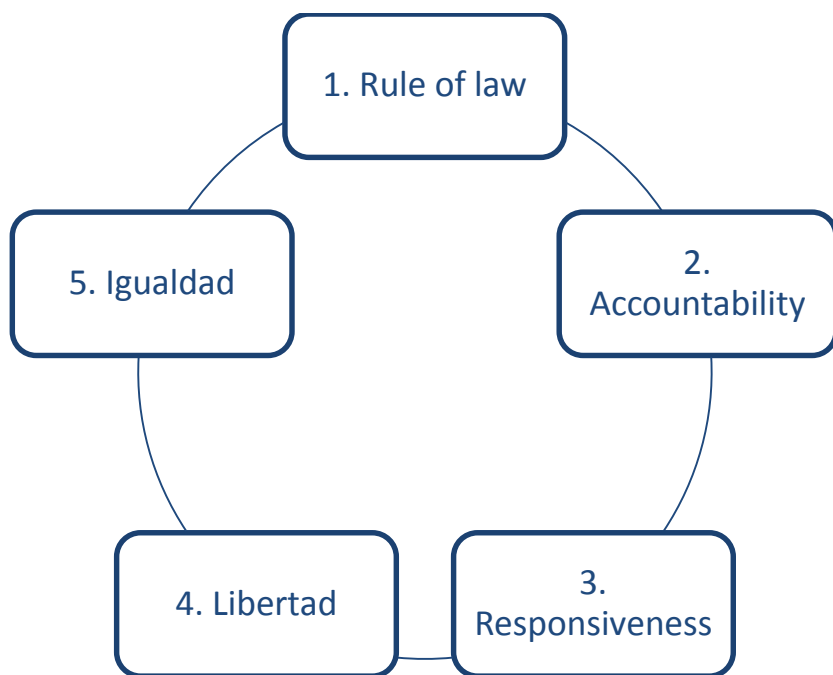 1. Rule of law
2.
Accountability
3.
Responsiveness
4. Libertad
5. Igualdad